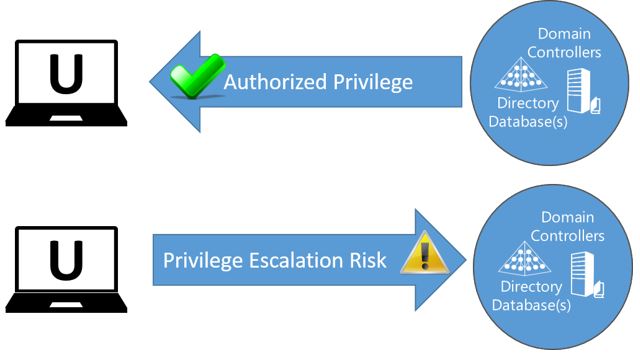 U
Authorized Privilege
Domain
Controllers
Directory
Database(s)
U
Privilege Escalation Risk
Domain
Controllers
Directory
Database(s)